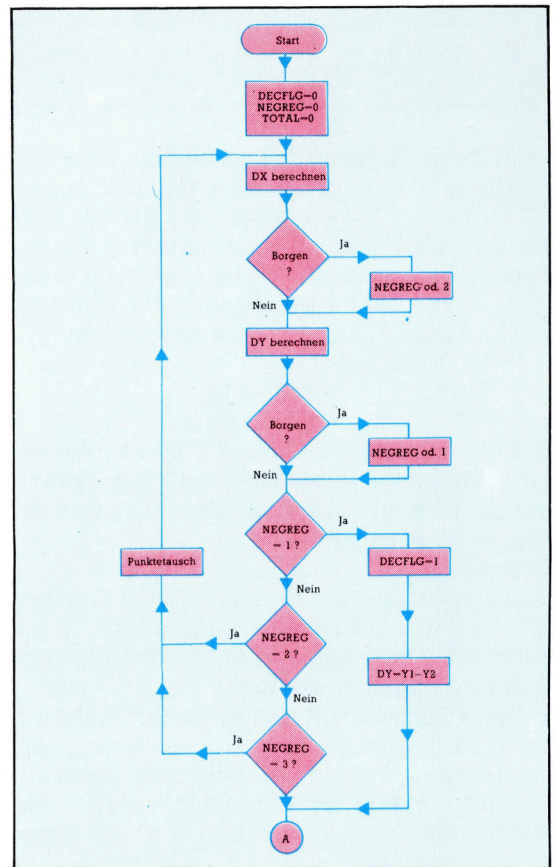 Start
DECFLG=0
NEGREG=0
TOTAL=0
DX berechnen
Borgen
?
Ja
NEGREG od. 2
Nein
DY berechnen
Borgen
?
Ja
NEGREG od. 1
Nein
NEGREG
= 1 ?
Ja
DECFLG=1
Punktetausch
Nein
NEGREG
= 2 ?
Ja
DY=Y1-Y2
Nein
NEGREG
= 3 ?
Ja
A